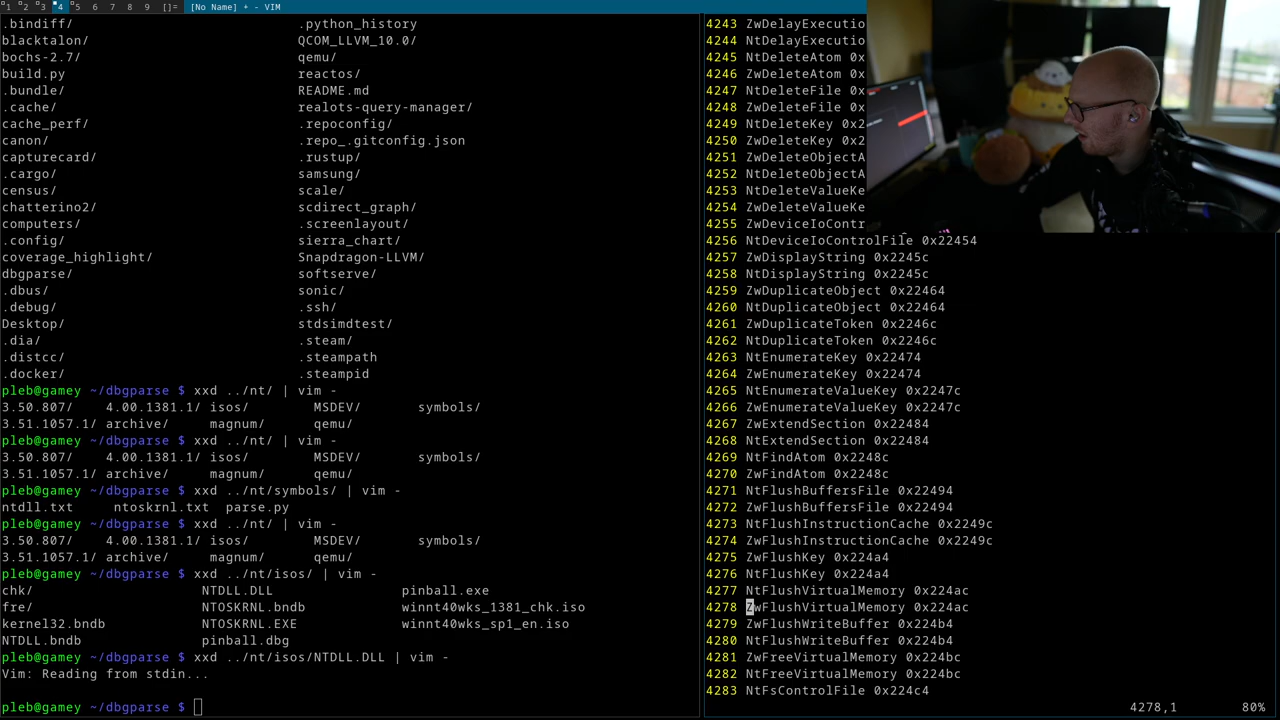 1 2 3 4 5 6 7 8 9 []= [No Name] + - VIM
.bindiff/ .python_history
blacktalon/ QCOM_LLVM_10.0/
bochs-2.7/ qemu/
build.py reactos/
.bundle/ README.md
.cache/ realots-query-manager/
cache_perf/ .repoconfig/
canon/ .repo_.gitconfig.json
capturecard/ .rustup/
.cargo/ samsung/
census/ scale/
chatterino2/ scdirect_graph/
computers/ .screenlayout/
.config/ sierra_chart/
coverage_highlight/ Snapdragon-LLVM/
dbgparse/ softserve/
.dbus/ sonic/
.debug/ .ssh/
Desktop/ stdsimdtest/
.dia/ .steam/
.distcc/ .steampath
.docker/ .steampid
pleb@gamey ~/dbgparse $ xxd ../nt/ | vim -
3.50.807/ 4.00.1381.1/ isos/ MSDEV/ symbols/
3.51.1057.1/ archive/ magnum/ qemu/
pleb@gamey ~/dbgparse $ xxd ../nt/ | vim -
3.50.807/ 4.00.1381.1/ isos/ MSDEV/ symbols/
3.51.1057.1/ archive/ magnum/ qemu/
pleb@gamey ~/dbgparse $ xxd ../nt/symbols/ | vim -
ntdll.txt ntoskrnl.txt parse.py
pleb@gamey ~/dbgparse $ xxd ../nt/ | vim -
3.50.807/ 4.00.1381.1/ isos/ MSDEV/ symbols/
3.51.1057.1/ archive/ magnum/ qemu/
pleb@gamey ~/dbgparse $ xxd ../nt/isos/ | vim -
chk/ NTDLL.DLL pinball.exe
fre/ NTOSKRNL.bndb winnt40wks_1381_chk.iso
kernel32.bndb NTOSKRNL.EXE winnt40wks_sp1_en.iso
NTDLL.bndb pinball.dbg
pleb@gamey ~/dbgparse $ xxd ../nt/isos/NTDLL.DLL | vim -
Vim: Reading from stdin...
pleb@gamey ~/dbgparse $
4243 ZwDelayExecutio
4244 NtDelayExecutio
4245 NtDeleteAtom 0x
4246 ZwDeleteAtom 0x
4247 NtDeleteFile 0x
4248 ZwDeleteFile 0x
4249 NtDeleteKey 0x2
4250 ZwDeleteKey 0x2
4251 ZwDeleteObjectA
4252 NtDeleteObjectA
4253 NtDeleteValueKe
4254 ZwDeleteValueKe
4255 ZwDeviceIoContr
4256 NtDeviceIoControlFile 0x22454
4257 ZwDisplayString 0x2245c
4258 NtDisplayString 0x2245c
4259 ZwDuplicateObject 0x22464
4260 NtDuplicateObject 0x22464
4261 ZwDuplicateToken 0x2246c
4262 NtDuplicateToken 0x2246c
4263 NtEnumerateKey 0x22474
4264 ZwEnumerateKey 0x22474
4265 NtEnumerateValueKey 0x2247c
4266 ZwEnumerateValueKey 0x2247c
4267 ZwExtendSection 0x22484
4268 NtExtendSection 0x22484
4269 NtFindAtom 0x2248c
4270 ZwFindAtom 0x2248c
4271 NtFlushBuffersFile 0x22494
4272 ZwFlushBuffersFile 0x22494
4273 NtFlushInstructionCache 0x2249c
4274 ZwFlushInstructionCache 0x2249c
4275 ZwFlushKey 0x224a4
4276 NtFlushKey 0x224a4
4277 NtFlushVirtualMemory 0x224ac
4278 ZwFlushVirtualMemory 0x224ac
4279 ZwFlushWriteBuffer 0x224b4
4280 NtFlushWriteBuffer 0x224b4
4281 ZwFreeVirtualMemory 0x224bc
4282 NtFreeVirtualMemory 0x224bc
4283 NtFsControlFile 0x224c4
4278,1 80%